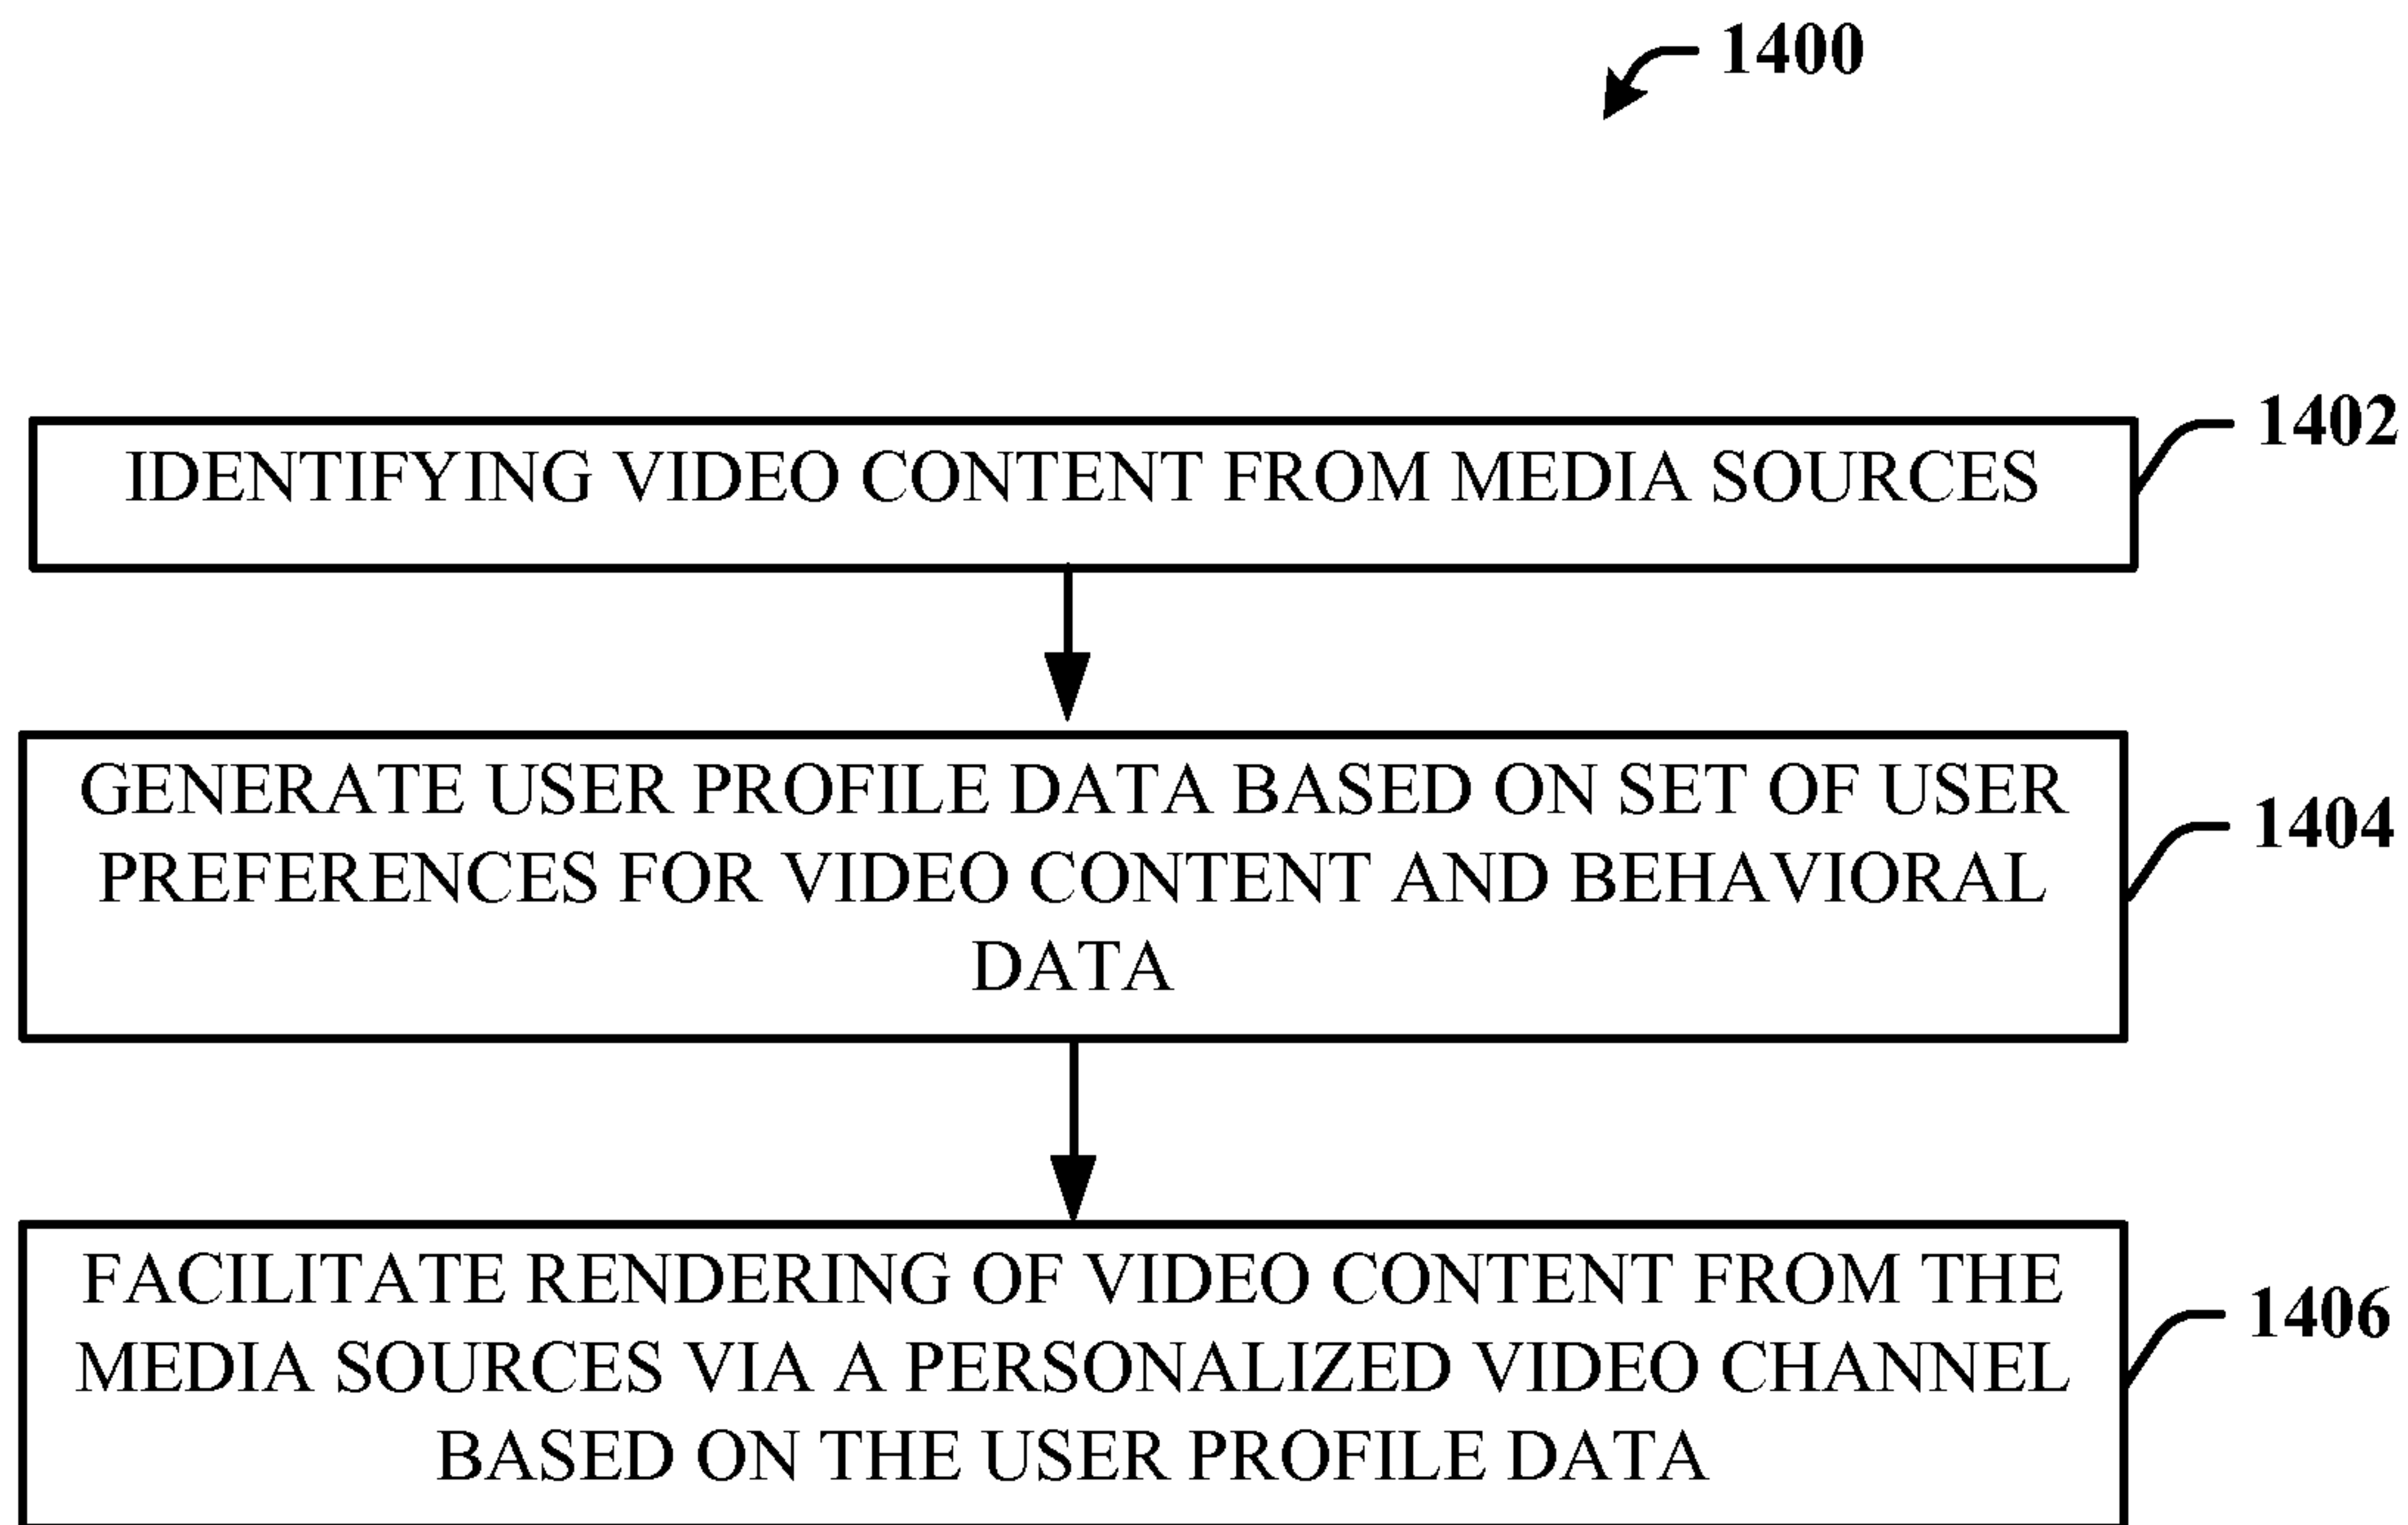 1400
1402
IDENTIFYING VIDEO CONTENT FROM MEDIA SOURCES
GENERATE USER PROFILE DATA BASED ON SET OF USER
PREFERENCES FOR VIDEO CONTENT AND BEHAVIORAL
DATA
1404
FACILITATE RENDERING OF VIDEO CONTENT FROM THE
MEDIA SOURCES VIA A PERSONALIZED VIDEO CHANNEL
BASED ON THE USER PROFILE DATA
1406